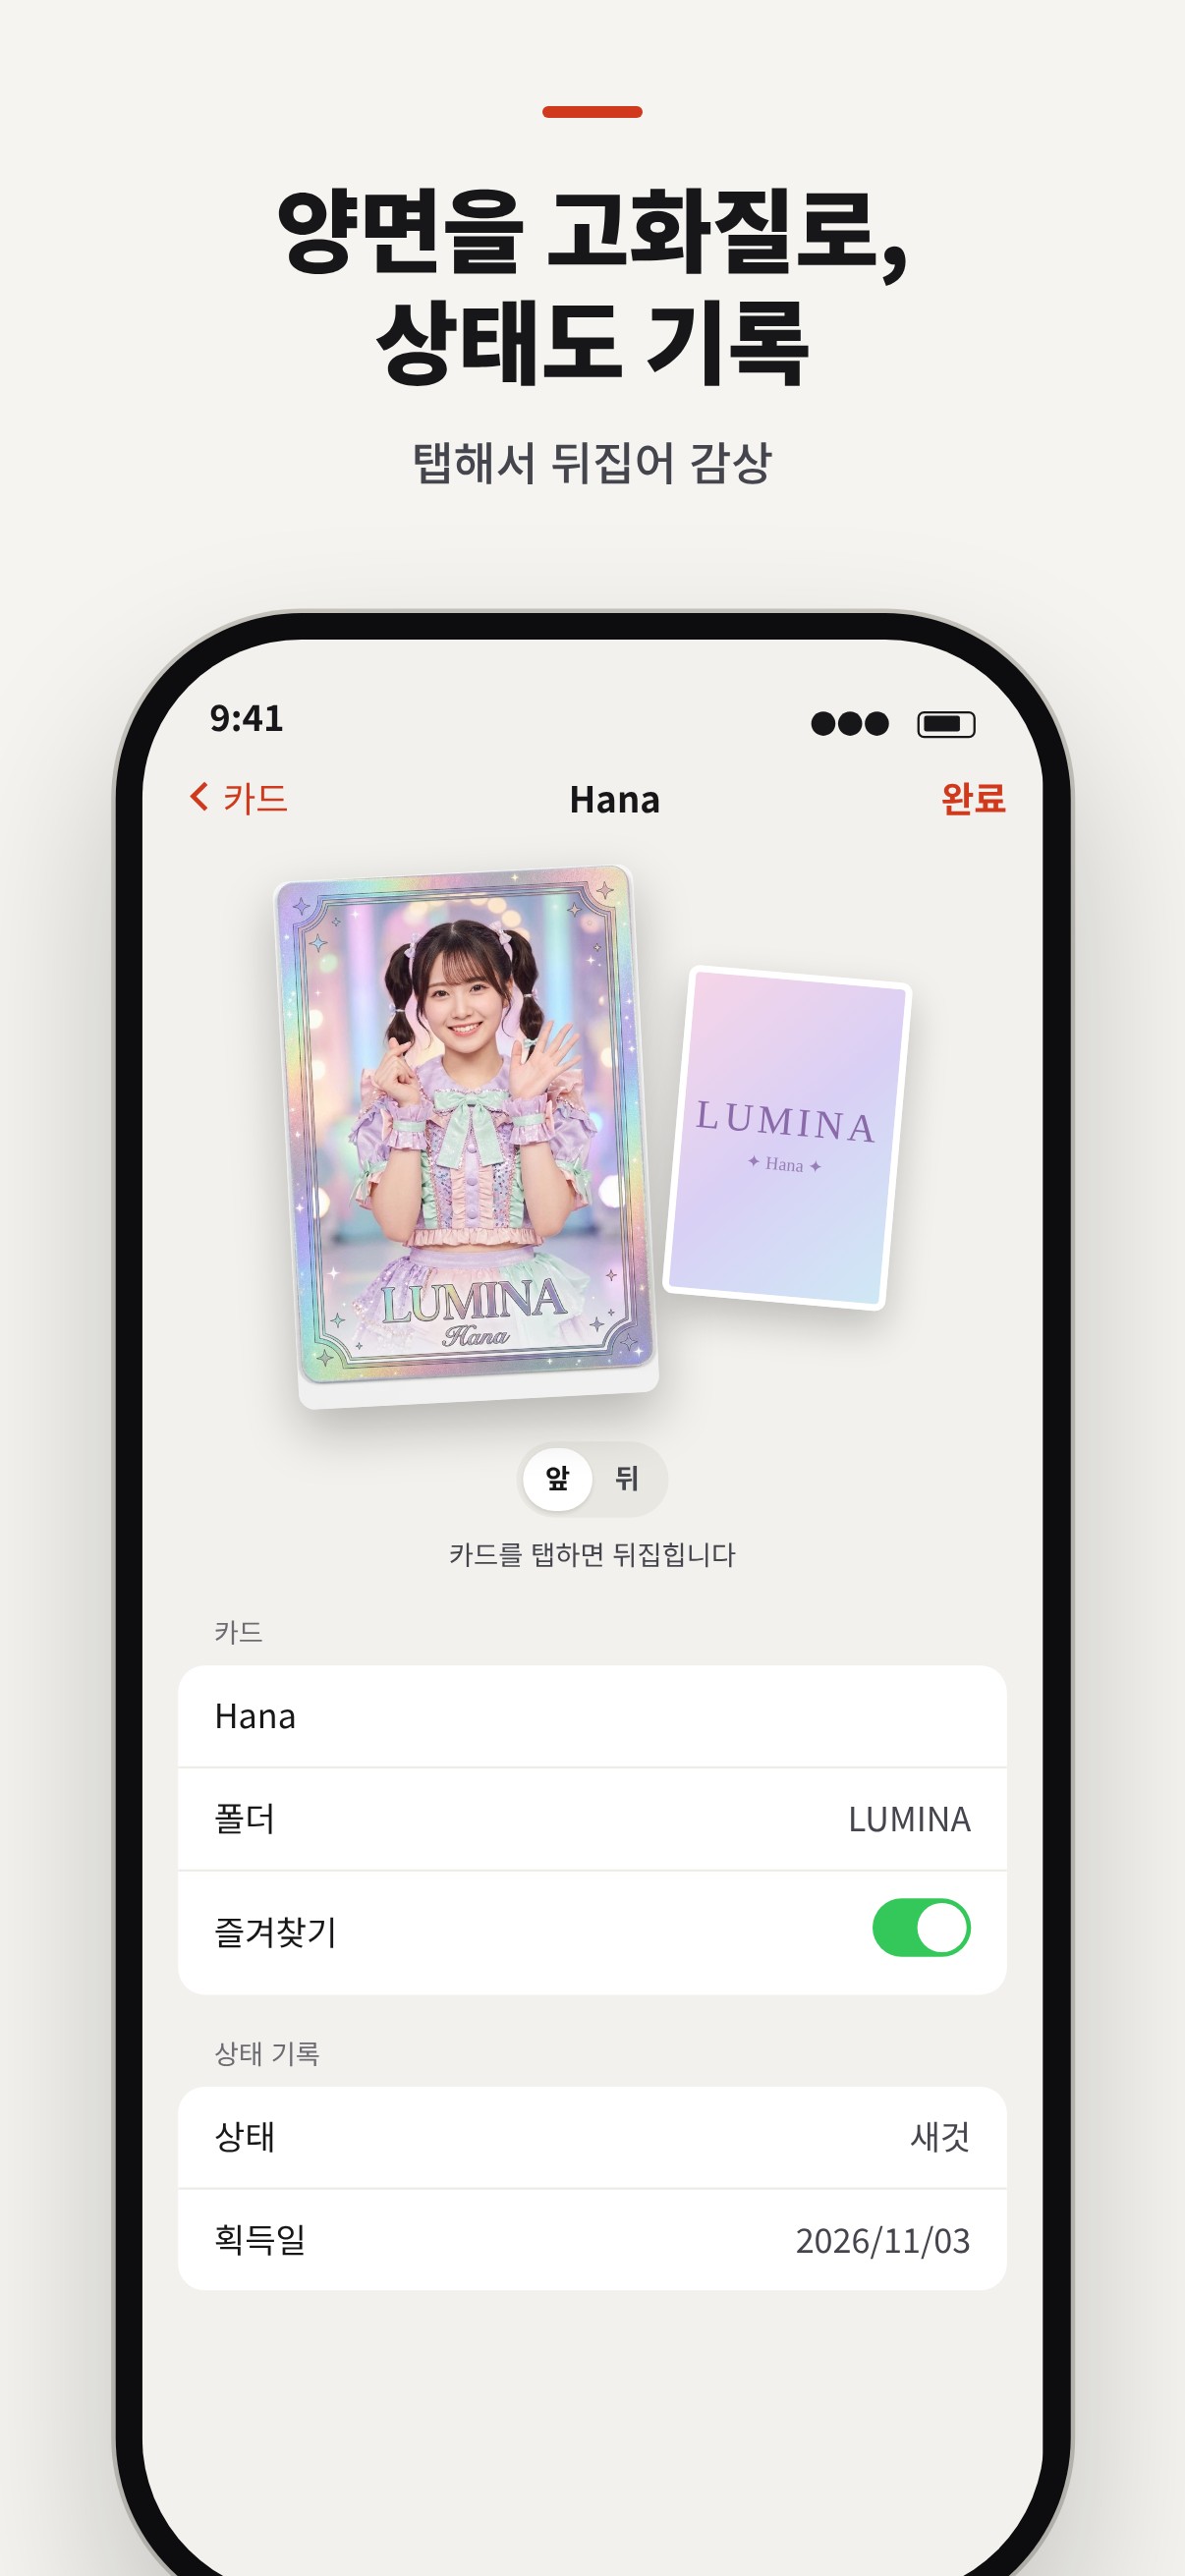 양면을 고화질로,
상태도 기록
탭해서 뒤집어 감상
9:41
카드
Hana
완료
LUMINA
Hana
LUMINA
✦ Hana ✦
앞
뒤
카드를 탭하면 뒤집힙니다
카드
Hana
폴더
LUMINA
즐겨찾기
상태 기록
상태
새것
획득일
2026/11/03